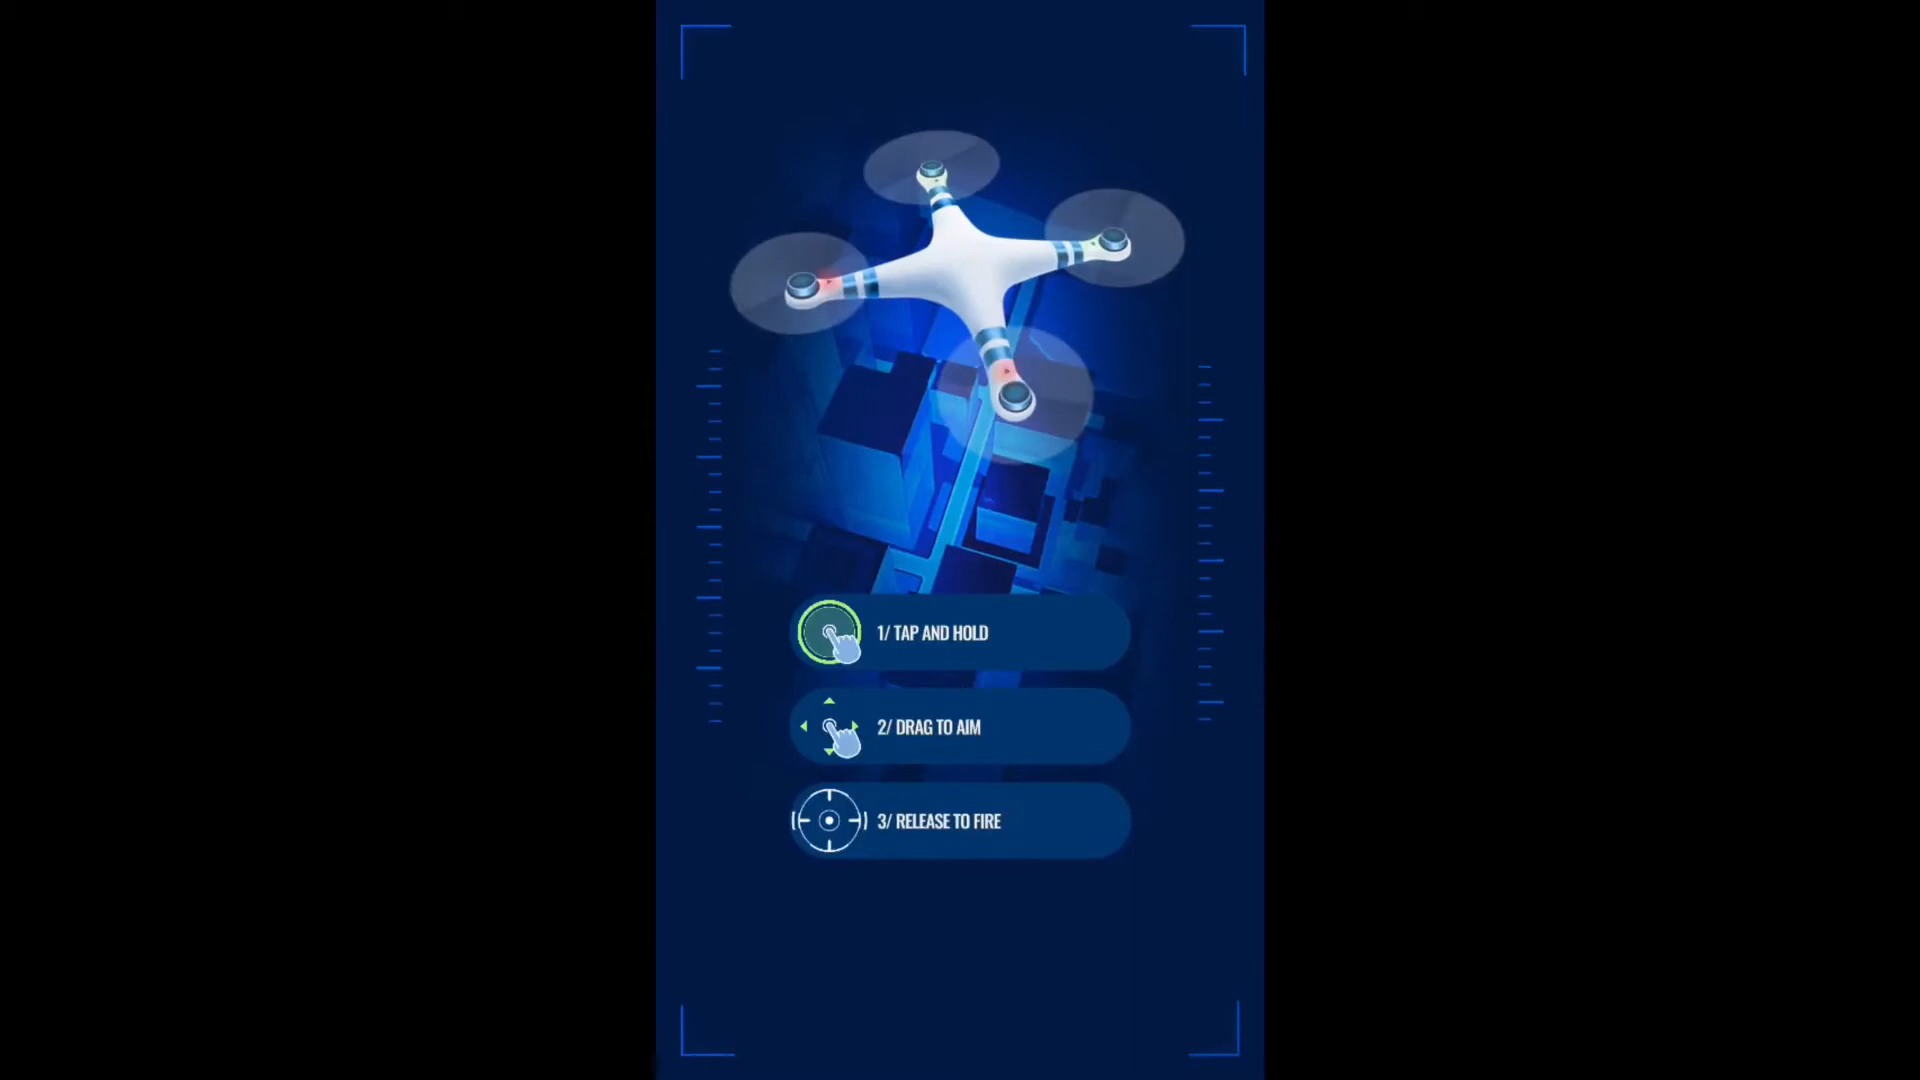 1/ TAP AND HOLD
2/ DRAG TO AIM
3/ RELEASE TO FIRE